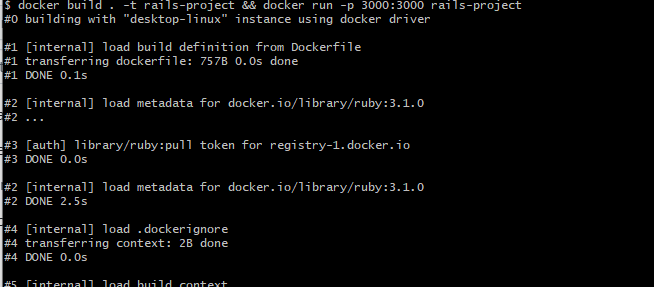 $ docker build . -t rails-project && docker run -p 3000:3000 rails-project
#0 building with "desktop-linux" instance using docker driver
#1 [internal] load build definition from Dockerfile
#1 transferring dockerfile: 757B 0.0s done
#1 DONE 0.1s
#2 [internal] load metadata for docker.io/library/ruby:3.1.0
#2 ...
#3 [auth] library/ruby:pull token for registry-1.docker.io
#3 DONE 0.0s
#2 [internal] load metadata for docker.io/library/ruby:3.1.0
#2 DONE 2.5s
#4 [internal] load .dockerignore
#4 transferring context: 2B done
#4 DONE 0.0s
#5 [internal] load build context